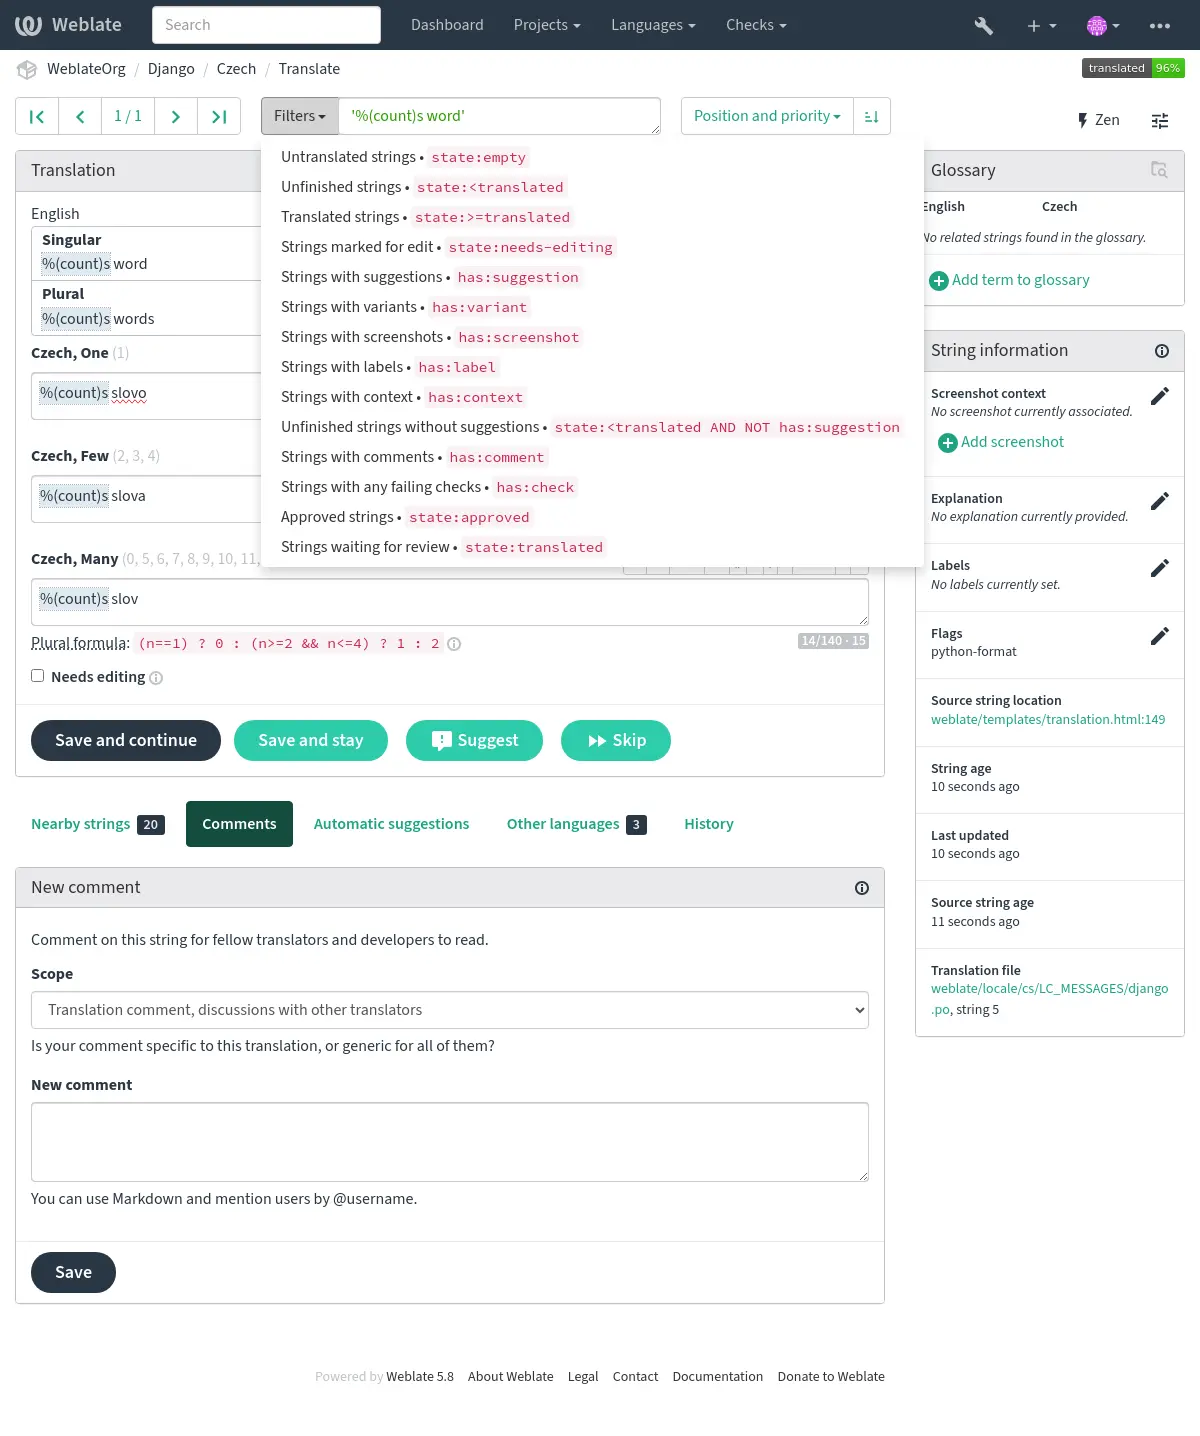 Weblate
Search
Dashboard
Projects
Languages
Checks
WeblateOrg / Django / Czech / Translate
translated 96%
1 / 1
Filters
'%(count)s word'
Position and priority
Zen
Untranslated strings • state:empty
Unfinished strings • state:<translated
Translated strings • state:>=translated
Strings marked for edit • state:needs-editing
Strings with suggestions • has:suggestion
Strings with variants • has:variant
Strings with screenshots • has:screenshot
Strings with labels • has:label
Strings with context • has:context
Unfinished strings without suggestions • state:<translated AND NOT has:suggestion
Strings with comments • has:comment
Strings with any failing checks • has:check
Approved strings • state:approved
Strings waiting for review • state:translated
Translation
English
Singular
%(count)s word
Plural
%(count)s words
Czech, One (1)
%(count)s slovo
Czech, Few (2, 3, 4)
%(count)s slova
Czech, Many (0, 5, 6, 7, 8, 9, 10, 11,
%(count)s slov
Plural formula: (n==1) ? 0 : (n>=2 && n<=4) ? 1 : 2
14/140 · 15
Needs editing
Save and continue
Save and stay
Suggest
Skip
Nearby strings 20
Comments
Automatic suggestions
Other languages 3
History
New comment
Comment on this string for fellow translators and developers to read.
Scope
Translation comment, discussions with other translators
Is your comment specific to this translation, or generic for all of them?
New comment
You can use Markdown and mention users by @username.
Save
Glossary
English Czech
No related strings found in the glossary.
Add term to glossary
String information
Screenshot context
No screenshot currently associated.
Add screenshot
Explanation
No explanation currently provided.
Labels
No labels currently set.
Flags
python-format
Source string location
weblate/templates/translation.html:149
String age
10 seconds ago
Last updated
10 seconds ago
Source string age
11 seconds ago
Translation file
weblate/locale/cs/LC_MESSAGES/django
.po, string 5
Powered by Weblate 5.8 About Weblate Legal Contact Documentation Donate to Weblate